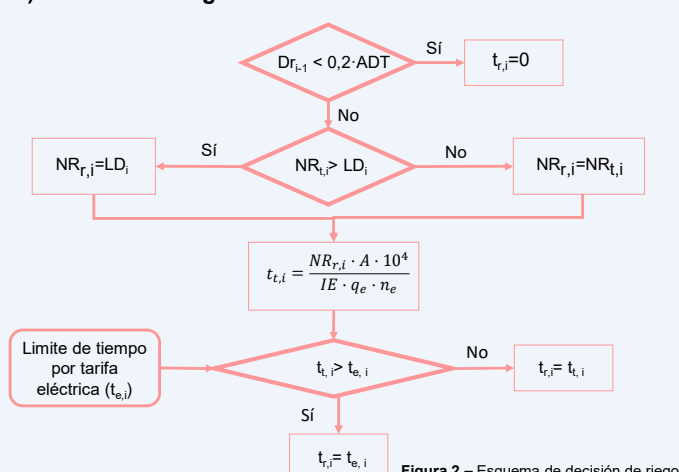 Dr_{i-1} < 0,2·ADT
Sí
t_{r,i}=0
No
NR_{t,i}> LD_i
Sí
NR_{r,i}=LD_i
No
NR_{r,i}=NR_{t,i}
t_{t,i} = \frac{NR_{r,i} · A · 10^4}{IE · q_e · n_e}
Limite de tiempo
por tarifa
eléctrica (t_{e,i})
t_{t, i}> t_{e, i}
No
t_{r,i}= t_{t, i}
Sí
t_{r,i}= t_{e, i}
Figura 2 – Esquema de decisión de riego